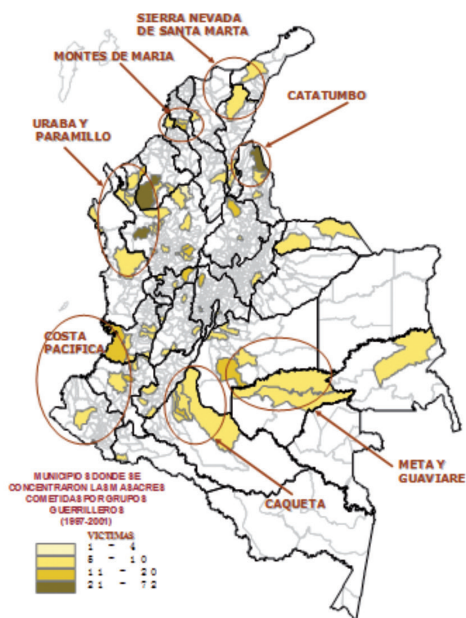 SIERRA NEVADA
DE SANTA MARTA
MONTES DE MARIA
CATATUMBO
URABA Y
PARAMILLO
COSTA
PACIFICA
META Y
GUAVIARE
CAQUETA
MUNICIPIOS DONDE SE
CONCENTRARON LAS MASACRES
COMETIDAS POR GRUPOS
GUERRILLEROS
(1997-2001)
VICTIMAS
1 - 4
5 - 10
11 - 20
21 - 72